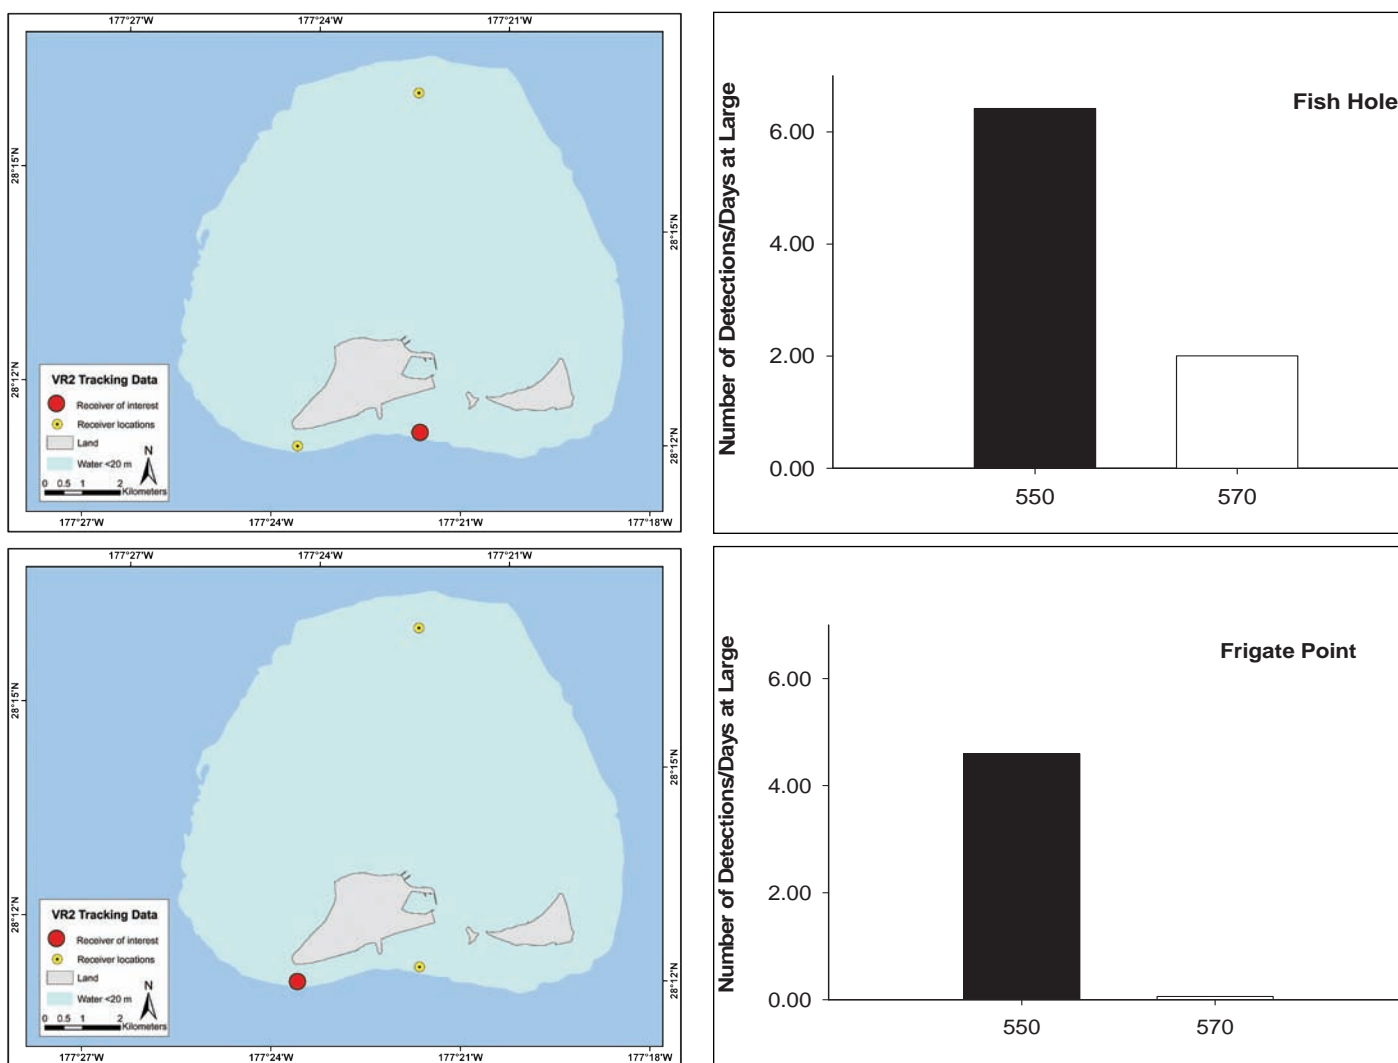 177°27'W 177°24'W 177°21'W
28°15'N
28°15'N
28°12'N
28°12'N
VR2 Tracking Data
Receiver of interest
Receiver locations
Land
Water <20 m
N
0 0.5 1 2
Kilometers
177°27'W 177°24'W 177°21'W 177°18'W
Fish Hole
Number of Detections/Days at Large
6.00
4.00
2.00
0.00
550 570
177°27'W 177°24'W 177°21'W
28°15'N
28°15'N
28°12'N
28°12'N
VR2 Tracking Data
Receiver of interest
Receiver locations
Land
Water <20 m
N
0 0.5 1 2
Kilometers
177°27'W 177°24'W 177°21'W 177°18'W
Frigate Point
Number of Detections/Days at Large
6.00
4.00
2.00
0.00
550 570